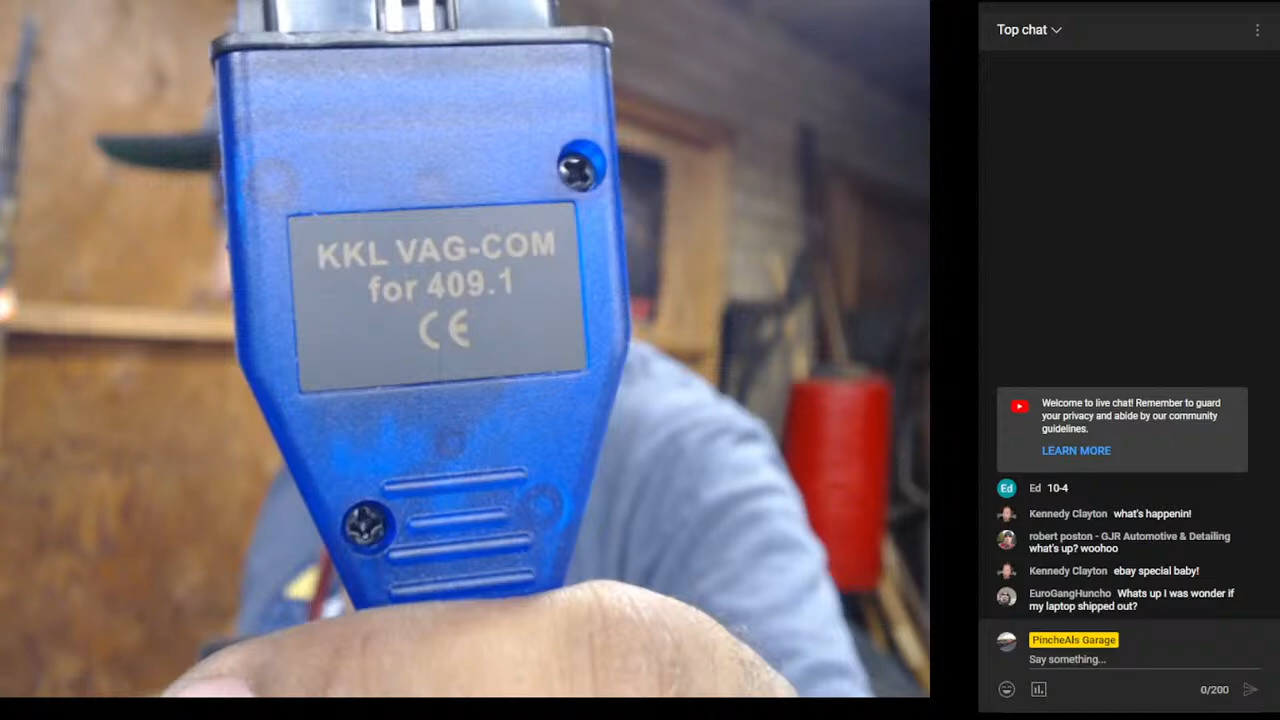 KKL VAG-COM
for 409.1
CE
Top chat
Welcome to live chat! Remember to guard
your privacy and abide by our community
guidelines.
LEARN MORE
Ed
Ed 10-4
Kennedy Clayton what's happenin!
robert poston - GJR Automotive & Detailing
what's up? woohoo
Kennedy Clayton ebay special baby!
EuroGangHuncho Whats up I was wonder if
my laptop shipped out?
PincheAls Garage
Say something...
0/200